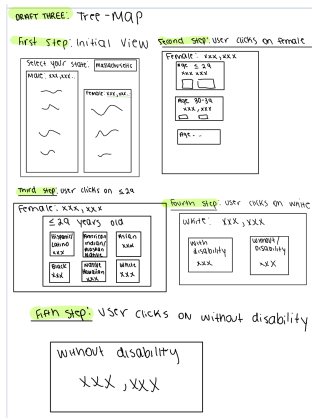 DRAFT THREE: Tree-MAP
First Step: Initial View
Select your state: Massachusetts
Male: xxx,xxx..
Female: xxx,xxx..
Second step: user clicks on female
Female: xxx,xxx
Age ≤ 29
xxx xxx
Age 30-39
xxx,xxx
Age . .
Third step: user clicks on ≤29
Female: xxx,xxx
≤29 years old
Hispanic/
Latino
xxx
American
Indian/
Alaskan
Native
Asian
xxx
Black
xxx
Native
Hawaiian
xxx
White
xxx
Fourth step: user clicks on white
White: xxx,xxx
With
disability
xxx
Without/
disability
xxx
Fifth step: user clicks on without disability
without disability
xxx,xxx